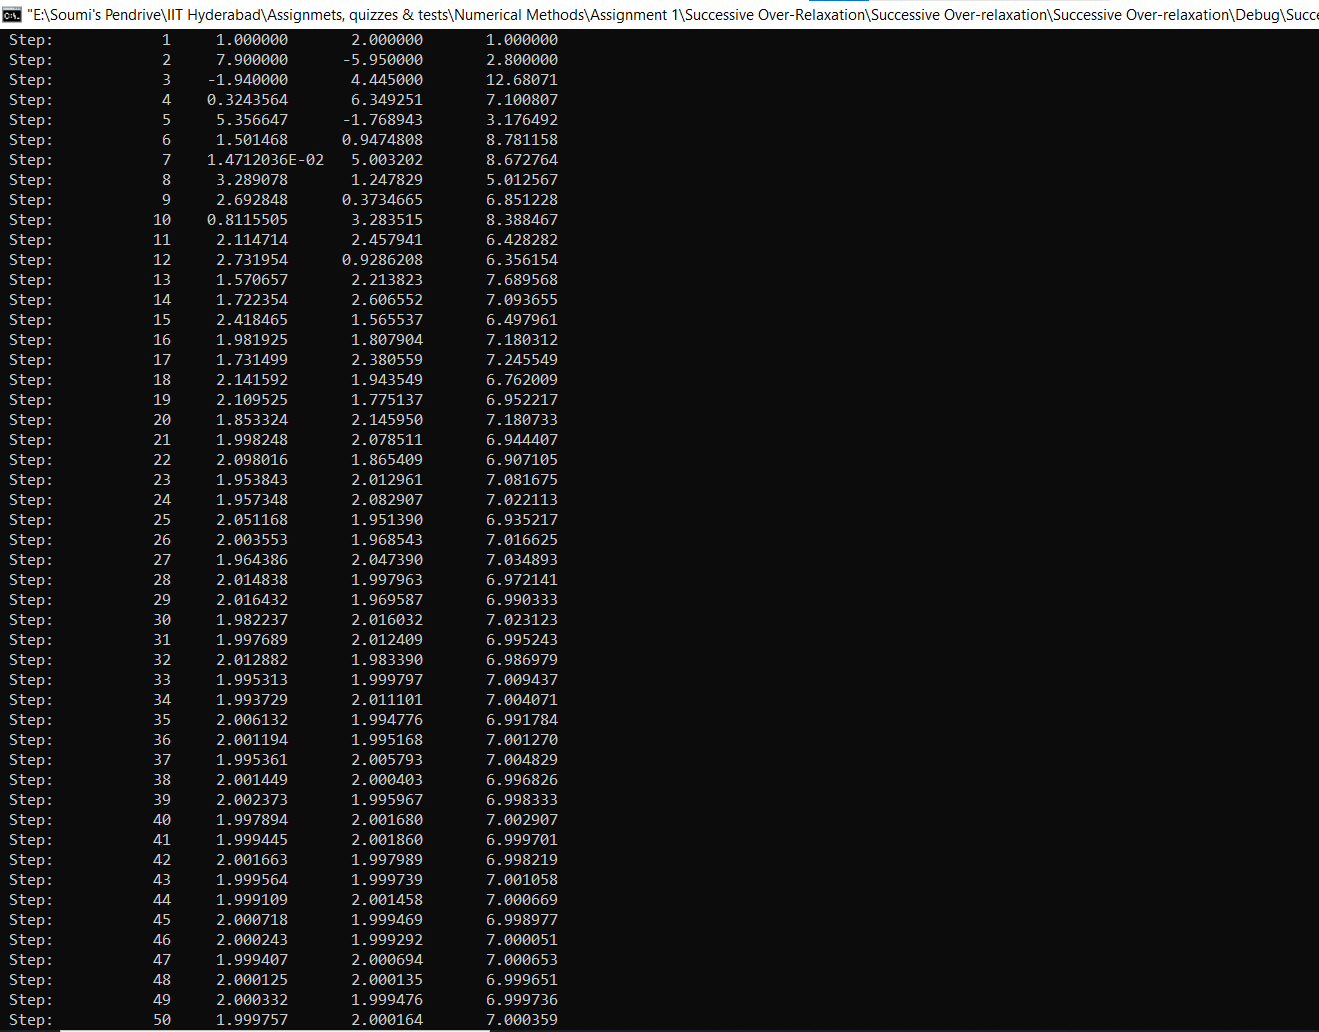 "E:\Soumi's Pendrive\IIT Hyderabad\Assignmets, quizzes & tests\Numerical Methods\Assignment 1\Successive Over-Relaxation\Successive Over-relaxation\Successive Over-relaxation\Debug\Succe
Step: 1 1.000000 2.000000 1.000000
Step: 2 7.900000 -5.950000 2.800000
Step: 3 -1.940000 4.445000 12.68071
Step: 4 0.3243564 6.349251 7.100807
Step: 5 5.356647 -1.768943 3.176492
Step: 6 1.501468 0.9474808 8.781158
Step: 7 1.4712036E-02 5.003202 8.672764
Step: 8 3.289078 1.247829 5.012567
Step: 9 2.692848 0.3734665 6.851228
Step: 10 0.8115505 3.283515 8.388467
Step: 11 2.114714 2.457941 6.428282
Step: 12 2.731954 0.9286208 6.356154
Step: 13 1.570657 2.213823 7.689568
Step: 14 1.722354 2.606552 7.093655
Step: 15 2.418465 1.565537 6.497961
Step: 16 1.981925 1.807904 7.180312
Step: 17 1.731499 2.380559 7.245549
Step: 18 2.141592 1.943549 6.762009
Step: 19 2.109525 1.775137 6.952217
Step: 20 1.853324 2.145950 7.180733
Step: 21 1.998248 2.078511 6.944407
Step: 22 2.098016 1.865409 6.907105
Step: 23 1.953843 2.012961 7.081675
Step: 24 1.957348 2.082907 7.022113
Step: 25 2.051168 1.951390 6.935217
Step: 26 2.003553 1.968543 7.016625
Step: 27 1.964386 2.047390 7.034893
Step: 28 2.014838 1.997963 6.972141
Step: 29 2.016432 1.969587 6.990333
Step: 30 1.982237 2.016032 7.023123
Step: 31 1.997689 2.012409 6.995243
Step: 32 2.012882 1.983390 6.986979
Step: 33 1.995313 1.999797 7.009437
Step: 34 1.993729 2.011101 7.004071
Step: 35 2.006132 1.994776 6.991784
Step: 36 2.001194 1.995168 7.001270
Step: 37 1.995361 2.005793 7.004829
Step: 38 2.001449 2.000403 6.996826
Step: 39 2.002373 1.995967 6.998333
Step: 40 1.997894 2.001680 7.002907
Step: 41 1.999445 2.001860 6.999701
Step: 42 2.001663 1.997989 6.998219
Step: 43 1.999564 1.999739 7.001058
Step: 44 1.999109 2.001458 7.000669
Step: 45 2.000718 1.999469 6.998977
Step: 46 2.000243 1.999292 7.000051
Step: 47 1.999407 2.000694 7.000653
Step: 48 2.000125 2.000135 6.999651
Step: 49 2.000332 1.999476 6.999736
Step: 50 1.999757 2.000164 7.000359